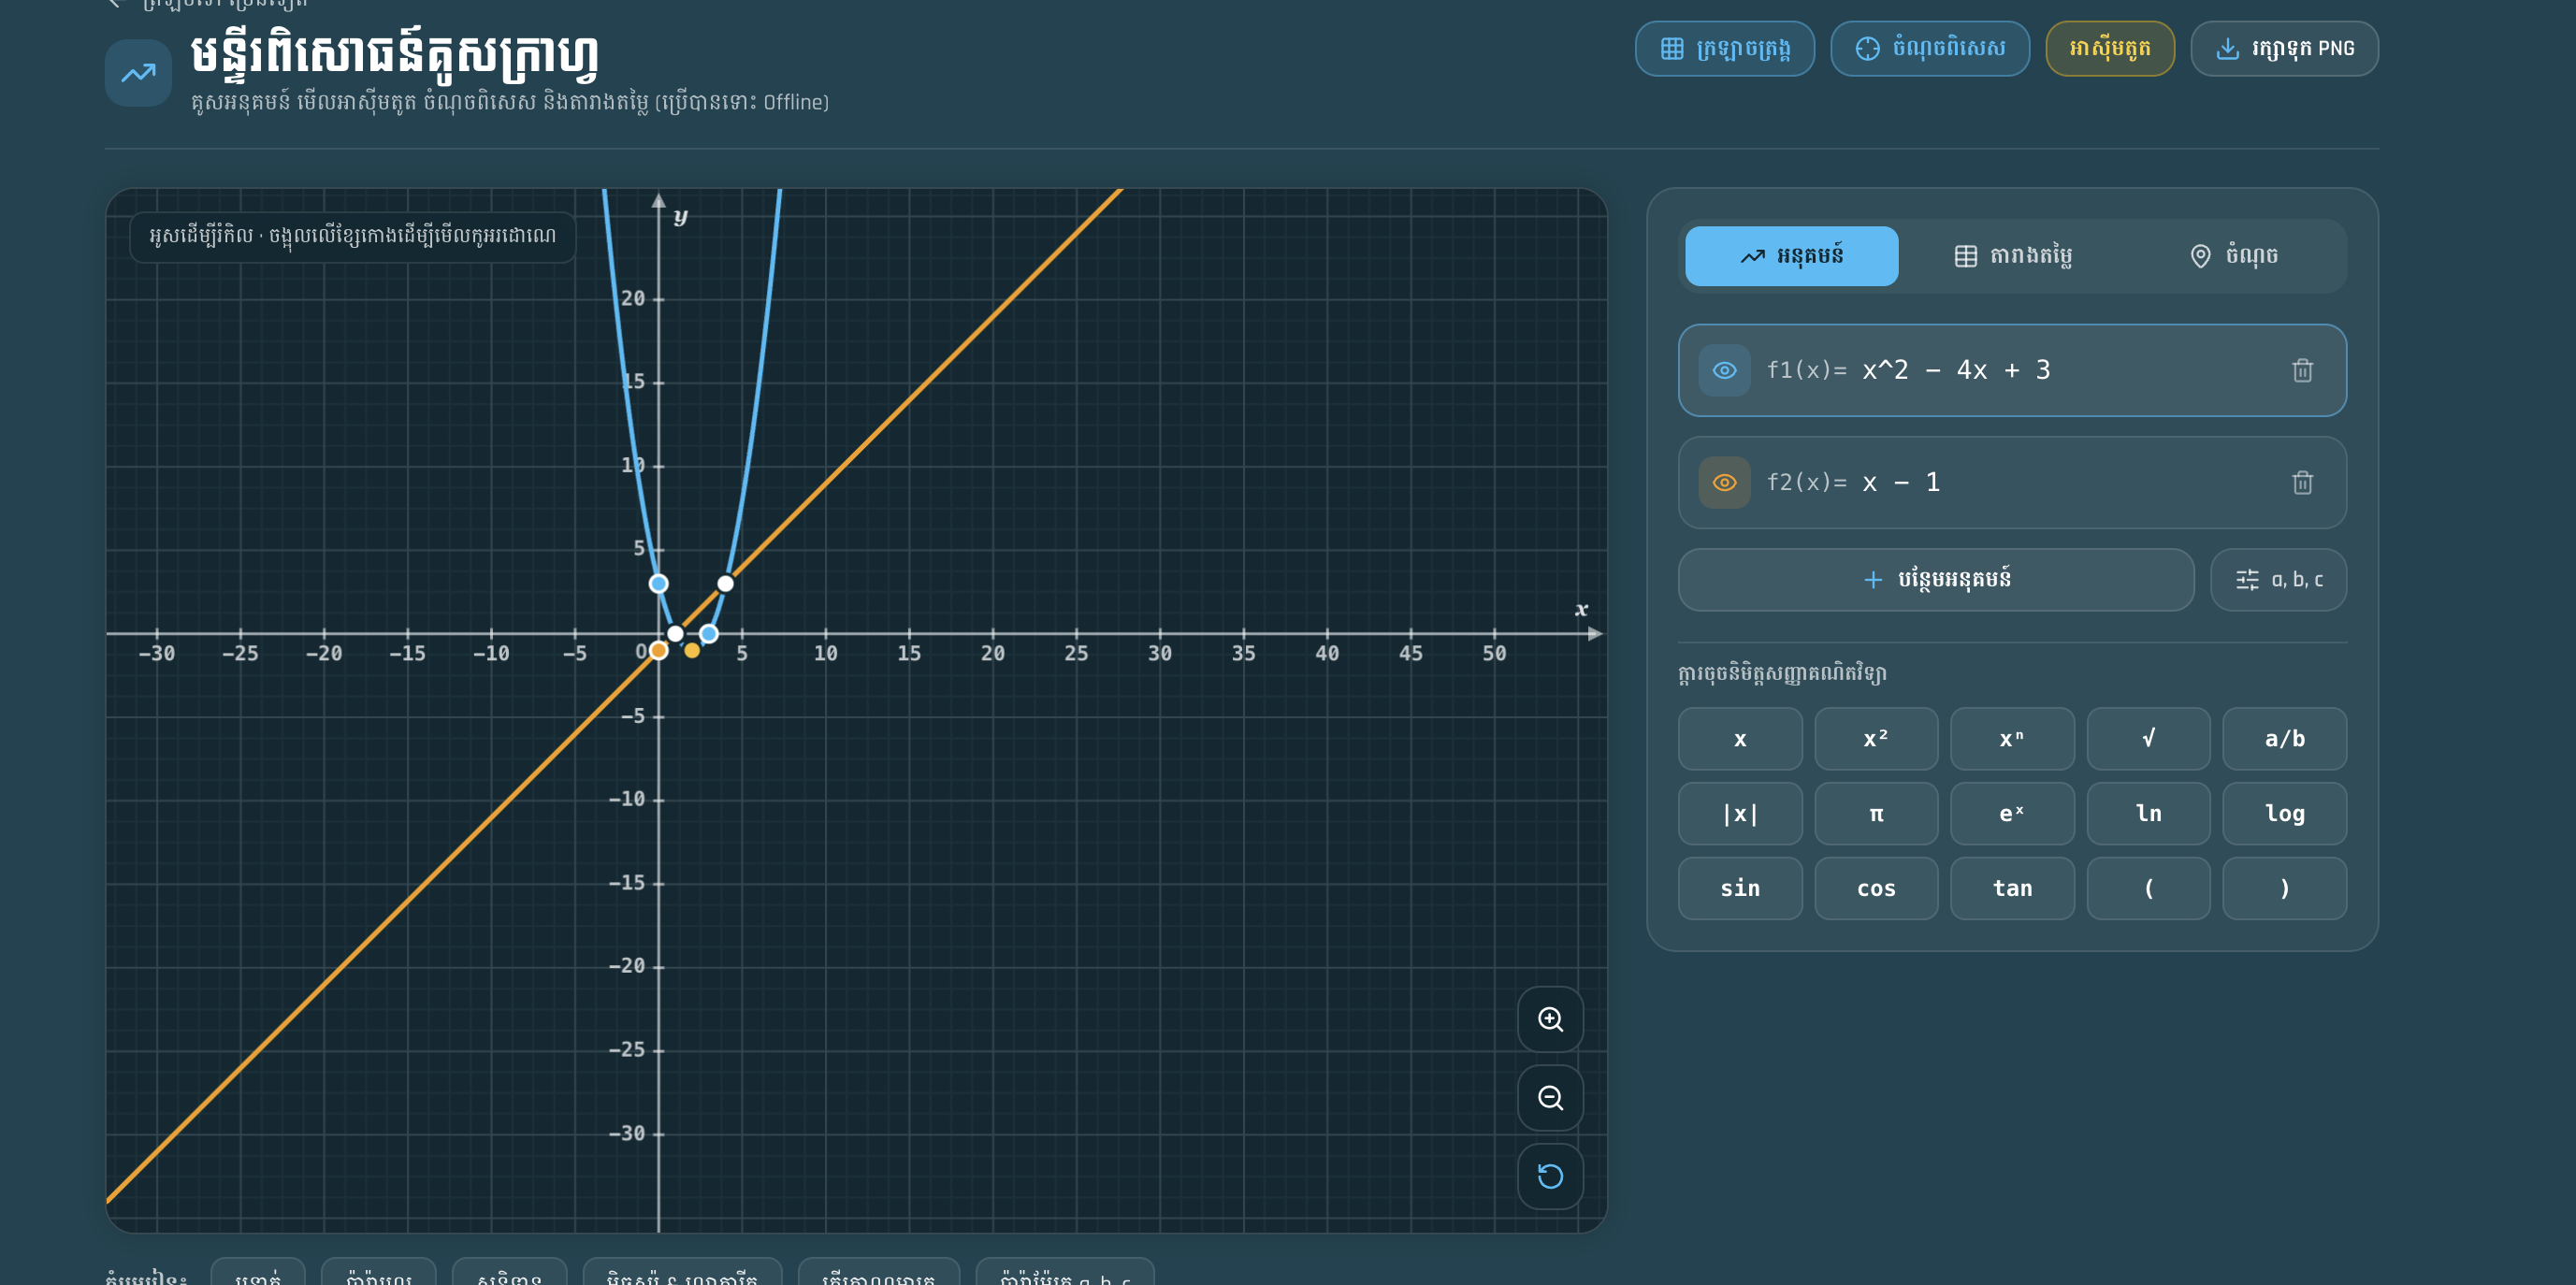 មន្ទីរពិសោធន៍គូសក្រាហ្វ
គូសអនុគមន៍ មើលអាស៊ីមតូត ចំណុចពិសេស និងតារាងតម្លៃ (ប្រើបានទោះ Offline)
ក្រឡាចត្រង្គ
ចំណុចពិសេស
អាស៊ីមតូត
រក្សាទុក PNG
អូសដើម្បីរំកិល · ចង្អុលលើខ្សែកោងដើម្បីមើលកូអរដោណេ
y
20
15
10
5
x
−30 −25 −20 −15 −10 −5 0 5 10 15 20 25 30 35 40 45 50
−5
−10
−15
−20
−25
−30
អនុគមន៍
តារាងតម្លៃ
ចំណុច
f1(x)= x^2 − 4x + 3
f2(x)= x − 1
បន្ថែមអនុគមន៍
a, b, c
ក្តារចុចនិមិត្តសញ្ញាគណិតវិទ្យា
x x² xⁿ √ a/b
|x| π eˣ ln log
sin cos tan ( )